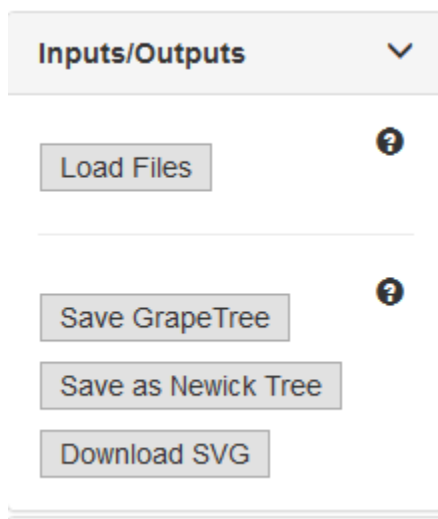 Inputs/Outputs
Load Files
Save GrapeTree
Save as Newick Tree
Download SVG